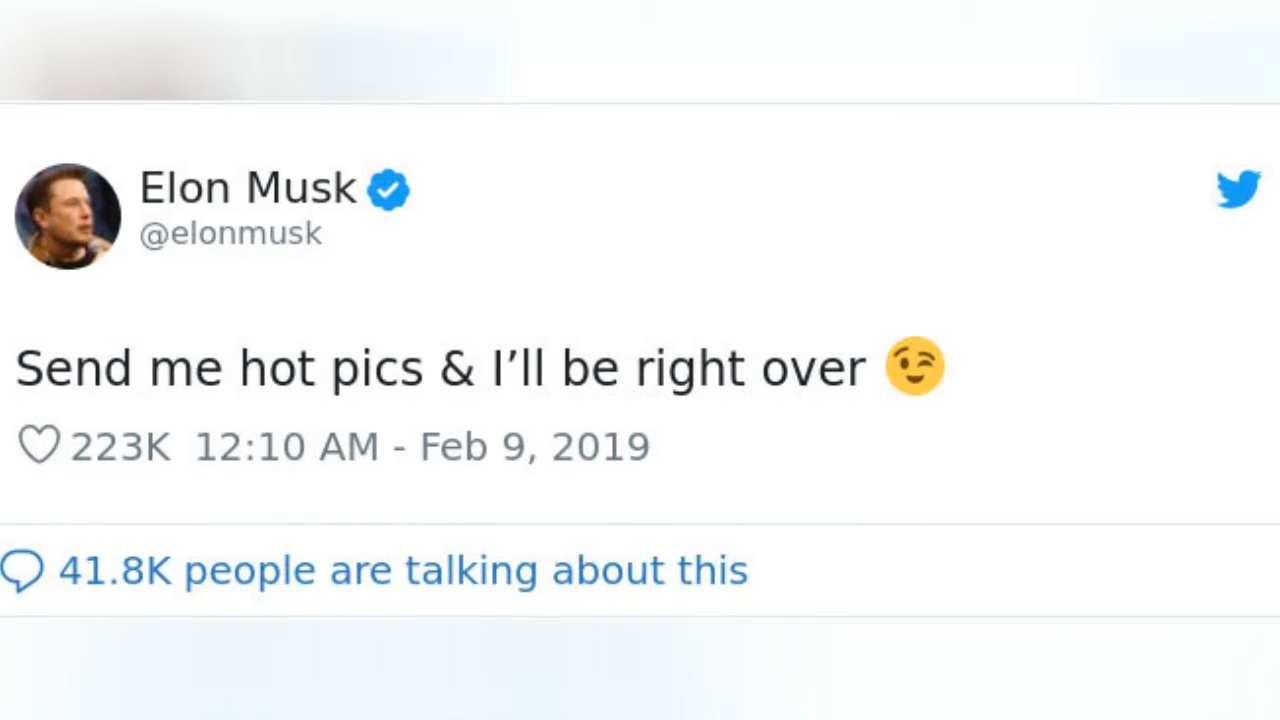 Elon Musk
@elonmusk
Send me hot pics & I’ll be right over 😉
223K 12:10 AM - Feb 9, 2019
41.8K people are talking about this